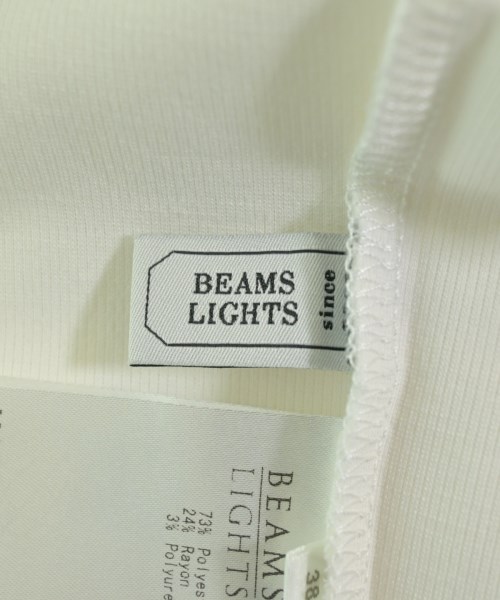 BEAMS
LIGHTS
since
BEAMS
LIGHTS
73% Polyes
24% Rayon
3% Polyure
38